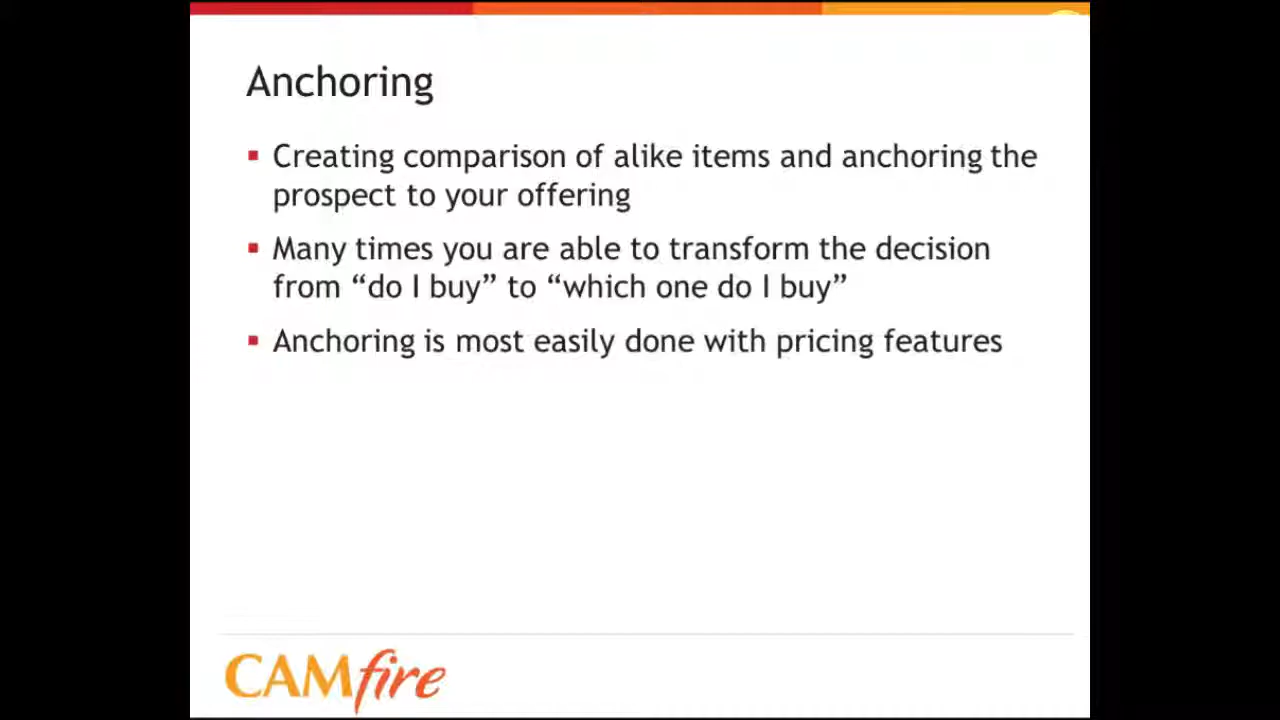 Anchoring
▪ Creating comparison of alike items and anchoring the
prospect to your offering
▪ Many times you are able to transform the decision
from “do I buy” to “which one do I buy”
▪ Anchoring is most easily done with pricing features
CAMfire